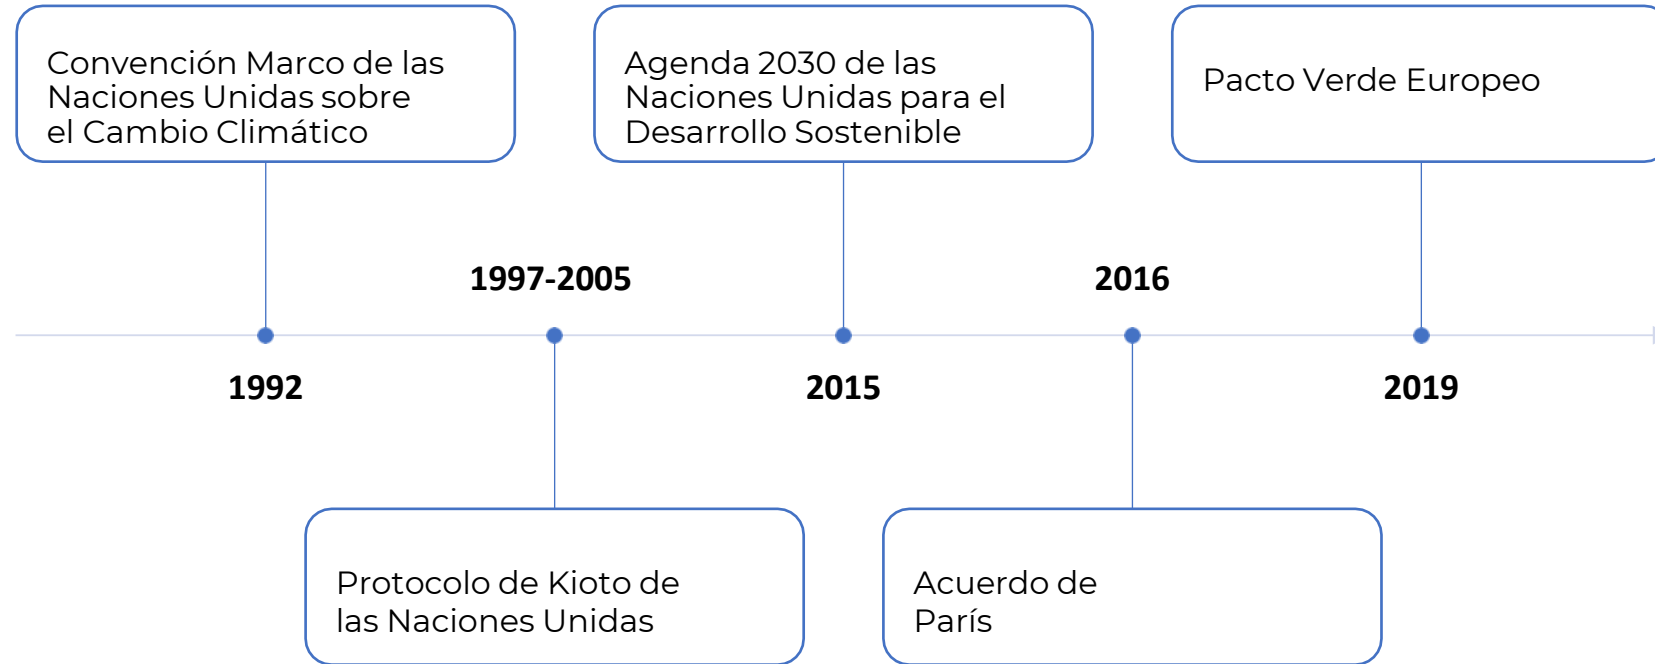 Convención Marco de las
Naciones Unidas sobre
el Cambio Climático
Agenda 2030 de las
Naciones Unidas para el
Desarrollo Sostenible
Pacto Verde Europeo
1997-2005
2016
1992
2015
2019
Protocolo de Kioto de
las Naciones Unidas
Acuerdo de
París